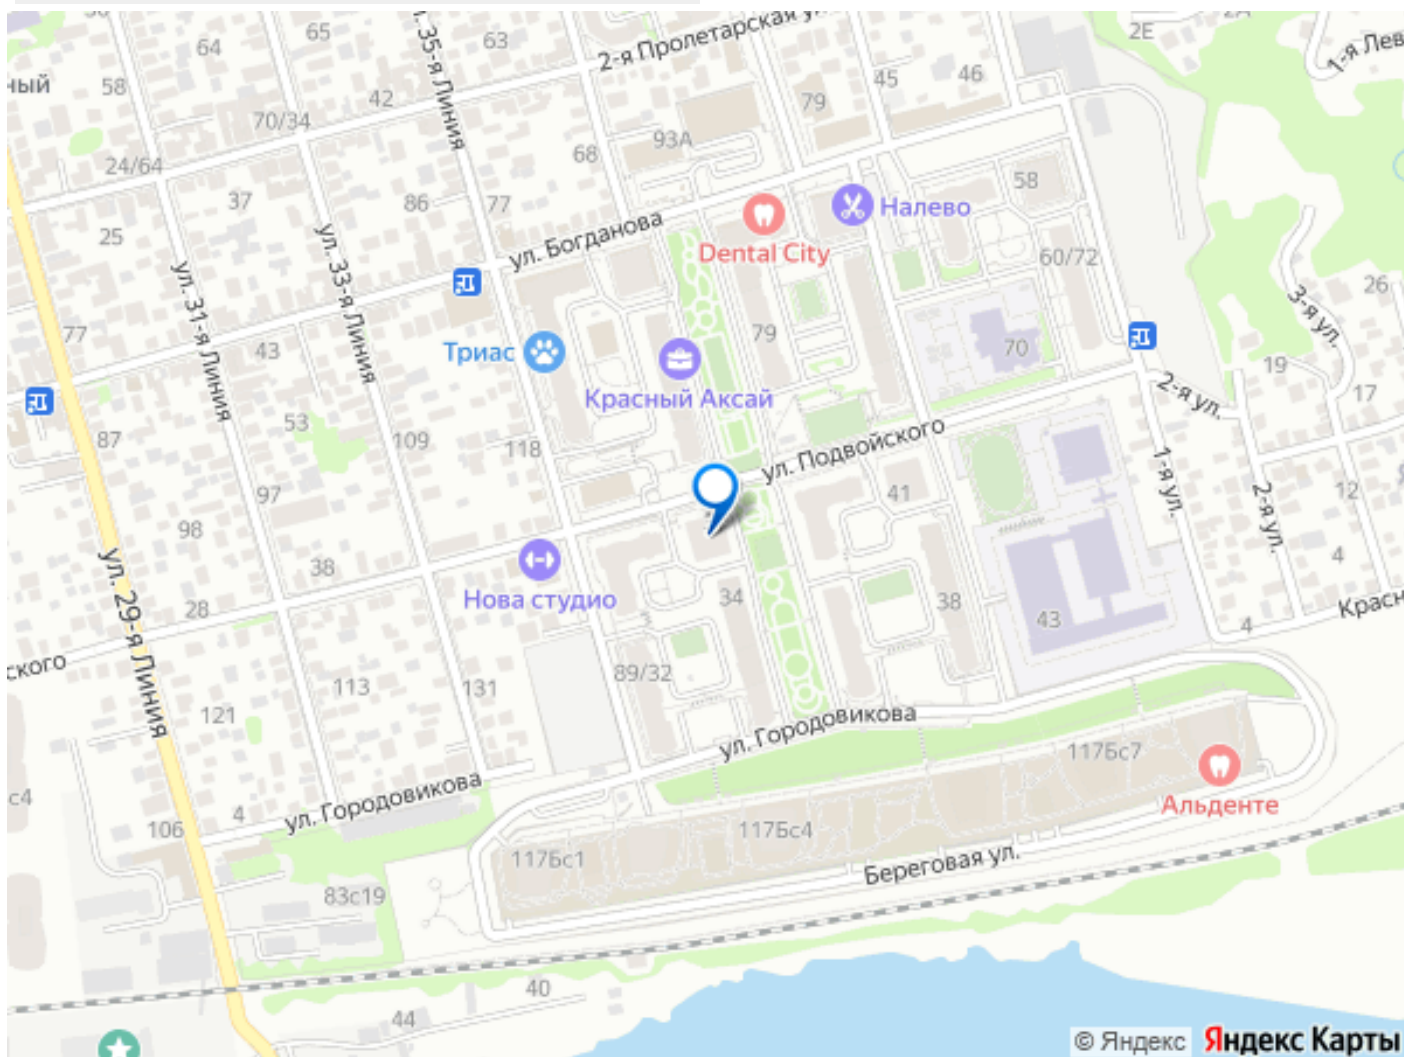 64
65
ул. 35-я Линия
63
2-я Пролетарская ул.
2Е
1-я Лев
ный
58
42
70/34
45
46
79
93А
24/64
68
37
86
77
58
Налево
25
ул. Богданова
Dental City
60/72
ул. 31-я Линия
ул. 33-я Линия
3-я ул.
26
77
43
Триас
79
70
19
Красный Аксай
2-я ул.
17
87
53
109
118
ул. Подвойского
1-я ул.
97
41
2-я ул.
12
98
38
4
ул. 29-я Линия
28
Нова студио
34
38
43
4
Красн
ского
113
131
89/32
121
ул. Городовикова
117Бс7
Альденте
с4
106
4
ул. Городовикова
117Бс4
117Бс1
Береговая ул.
83с19
40
44
© Яндекс Яндекс Карты